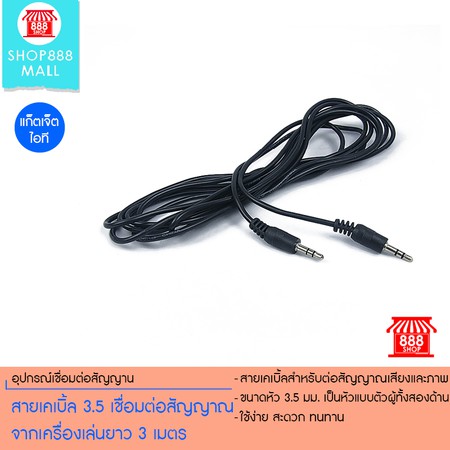 888
SHOP
SHOP888
MALL
แก็ดเจ็ต
ไอที
888
SHOP
อุปกรณ์เชื่อมต่อสัญญาน
สายเคเบิ้ล 3.5 เชื่อมต่อสัญญาณ
จากเครื่องเล่นยาว 3 เมตร
- สายเคเบิ้ลสำหรับต่อสัญญาณเสียงและภาพ
- ขนาดหัว 3.5 มม. เป็นหัวแบบตัวผู้ทั้งสองด้าน
- ใช้ง่าย สะดวก ทนทาน